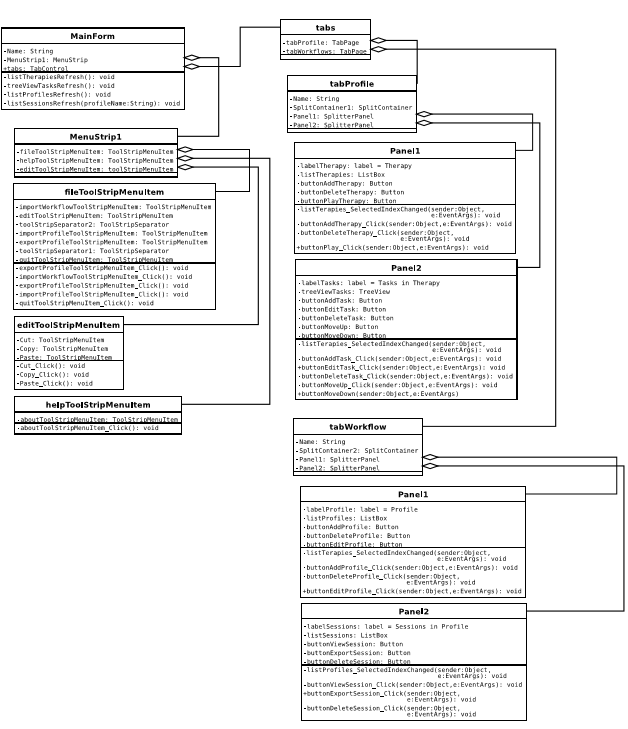 MainForm
-Name: String
-MenuStrip1: MenuStrip
+tabs: TabControl
-listTherapiesRefresh(): void
-treeViewTasksRefresh(): void
-listProfilesRefresh(): void
-listSessionsRefresh(profileName:String): void
MenuStrip1
-fileToolStripMenuItem: ToolStripMenuItem
-helpToolStripMenuItem: ToolStripMenuItem
-editToolStripMenuItem: ToolStripMenuItem
fileToolStripMenuItem
-importWorkflowToolStripMenuItem: ToolStripMenuItem
-editToolStripMenuItem: ToolStripMenuItem
-toolStripSeparator2: ToolStripSeparator
-importProfileToolStripMenuItem: ToolStripMenuItem
-exportProfileToolStripMenuItem: ToolStripMenuItem
-toolStripSeparator1: ToolStripSeparator
-quitToolStripMenuItem: ToolStripMenuItem
-exportProfileToolStripMenuItem_Click(): void
-importWorkflowToolStripMenuItem_Click(): void
-exportProfileToolStripMenuItem_Click(): void
-importProfileToolStripMenuItem_Click(): void
-quitToolStripMenuItem_Click(): void
editToolStripMenuItem
-Cut: ToolStripMenuItem
-Copy: ToolStripMenuItem
-Paste: ToolStripMenuItem
-Cut_Click(): void
-Copy_Click(): void
-Paste_Click(): void
helpToolStripMenuItem
-aboutToolStripMenuItem: ToolStripMenuItem
-aboutToolStripMenuItem_Click(): void
tabs
-tabProfile: TabPage
-tabWorkflows: TabPage
tabProfile
-Name: String
-SplitContainer1: SplitContainer
-Panel1: SplitterPanel
-Panel2: SplitterPanel
Panel1
-labelTherapy: label = Therapy
-listTherapies: ListBox
-buttonAddTherapy: Button
-buttonDeleteTherapy: Button
-buttonPlayTherapy: Button
-listTerapies_SelectedIndexChanged(sender:Object,
e:EventArgs): void
-buttonAddTherapy_Click(sender:Object,e:EventArgs): void
-buttonDeleteTherapy_Click(sender:Object,
e:EventArgs): void
+buttonPlay_Click(sender:Object,e:EventArgs): void
Panel2
-labelTasks: label = Tasks in Therapy
-treeViewTasks: TreeView
-buttonAddTask: Button
-buttonEditTask: Button
-buttonDeleteTask: Button
-buttonMoveUp: Button
-buttonMoveDown: Button
-listTerapies_SelectedIndexChanged(sender:Object,
e:EventArgs): void
-buttonAddTask_Click(sender:Object,e:EventArgs): void
+buttonEditTask_Click(sender:Object,e:EventArgs): void
-buttonDeleteTask_Click(sender:Object,e:EventArgs): void
-buttonMoveUp_Click(sender:Object,e:EventArgs): void
+buttonMoveDown(sender:Object,e:EventArgs)
tabWorkflow
-Name: String
-SplitContainer2: SplitContainer
-Panel1: SplitterPanel
-Panel2: SplitterPanel
Panel1
-labelProfile: label = Profile
-listProfiles: ListBox
-buttonAddProfile: Button
-buttonDeleteProfile: Button
-buttonEditProfile: Button
-listTerapies_SelectedIndexChanged(sender:Object,
e:EventArgs): void
-buttonAddProfile_Click(sender:Object,e:EventArgs): void
-buttonDeleteProfile_Click(sender:Object,
e:EventArgs): void
+buttonEditProfile_Click(sender:Object,e:EventArgs): void
Panel2
-labelSessions: label = Sessions in Profile
-listSessions: ListBox
-buttonViewSession: Button
-buttonExportSession: Button
-buttonDeleteSession: Button
-listProfiles_SelectedIndexChanged(sender:Object,
e:EventArgs): void
-buttonViewSession_Click(sender:Object,e:EventArgs): void
+buttonExportSession_Click(sender:Object,
e:EventArgs): void
-buttonDeleteSession_Click(sender:Object,
e:EventArgs): void